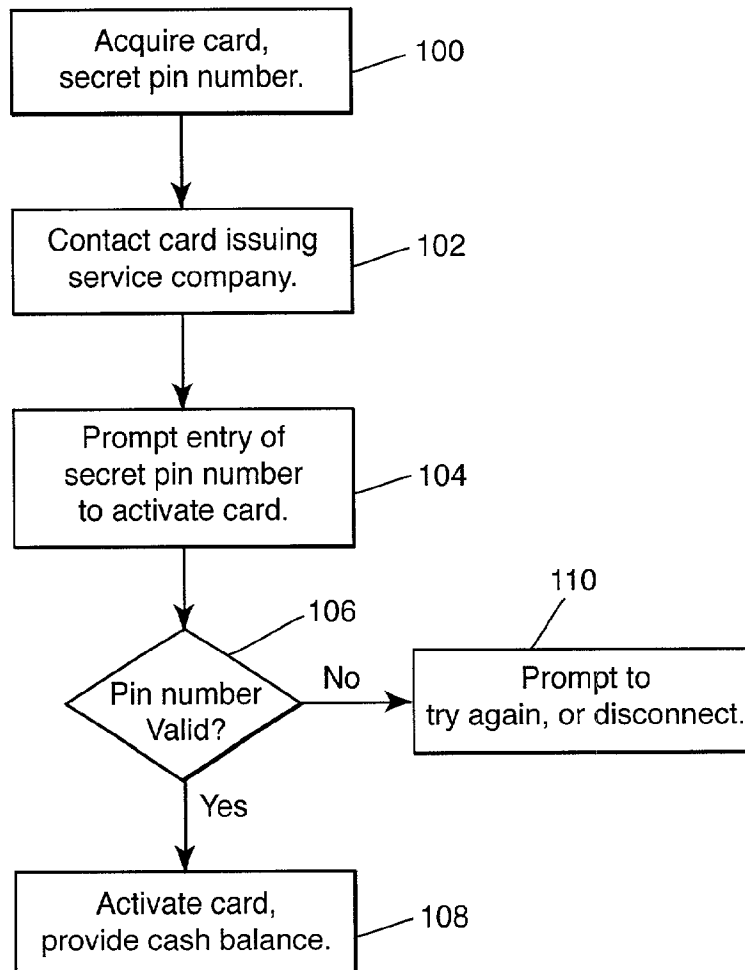 Acquire card,
secret pin number.
100
Contact card issuing
service company.
102
Prompt entry of
secret pin number
to activate card.
104
106
Pin number
Valid?
No
110
Prompt to
try again, or disconnect.
Yes
Activate card,
provide cash balance.
108